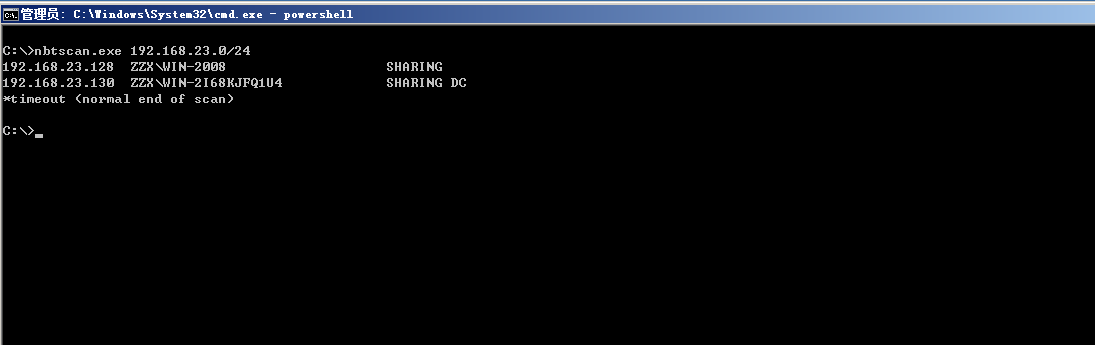 管理员: C:\Windows\System32\cmd.exe - powershell
C:\>nbtscan.exe 192.168.23.0/24
192.168.23.128  ZZX\WIN-2008                    SHARING
192.168.23.130  ZZX\WIN-2I68KJFQ1U4             SHARING DC
*timeout (normal end of scan)
C:\>